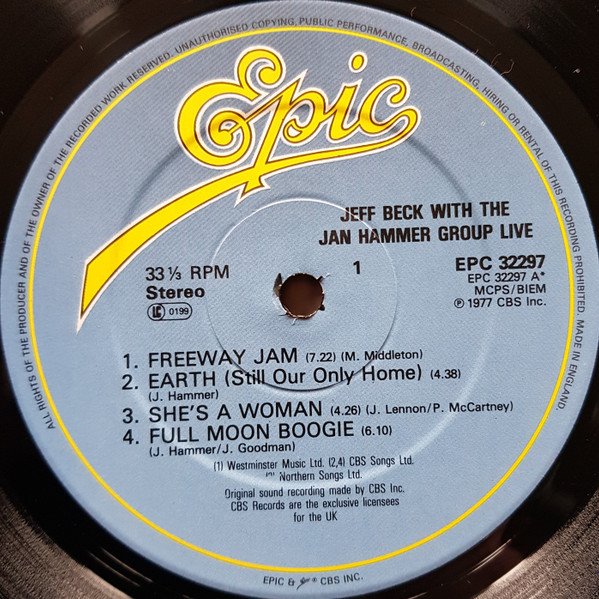 ALL RIGHTS OF THE PRODUCER AND OF THE OWNER OF THE RECORDED WORK RESERVED. UNAUTHORISED COPYING, PUBLIC PERFORMANCE, BROADCASTING, HIRING OR RENTAL OF THIS RECORDING PROHIBITED. MADE IN ENGLAND.
Epic
JEFF BECK WITH THE
JAN HAMMER GROUP LIVE
33 ⅓ RPM
Stereo
LC 0199
1
EPC 32297
EPC 32297 A*
MCPS/BIEM
℗ 1977 CBS Inc.
1. FREEWAY JAM (7.22) (M. Middleton)
2. EARTH (Still Our Only Home) (4.38)
(J. Hammer)
3. SHE'S A WOMAN (4.26) (J. Lennon/P. McCartney)
4. FULL MOON BOOGIE (6.10)
(J. Hammer/J. Goodman)
(1) Westminster Music Ltd. (2,4) CBS Songs Ltd.
Northern Songs Ltd.
Original sound recording made by CBS Inc.
CBS Records are the exclusive licensees
for the UK
EPIC & ® CBS INC.